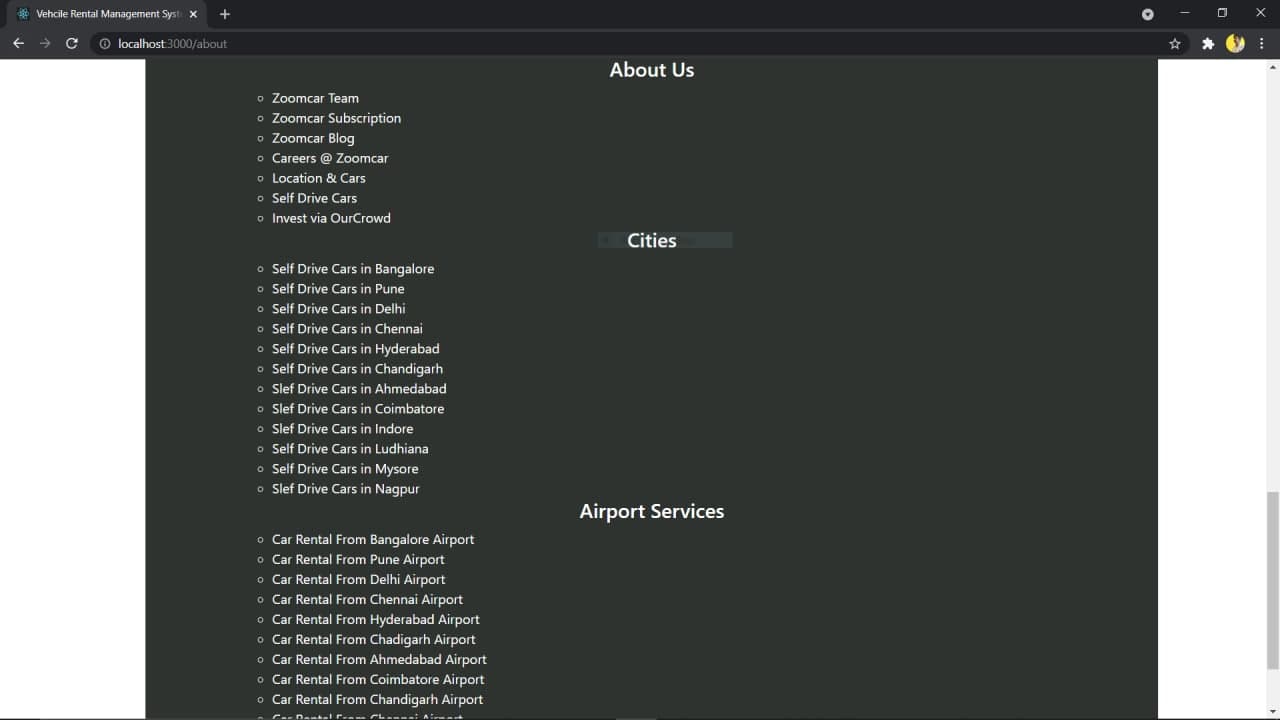 Vehcile Rental Management Syst
localhost:3000/about
About Us
Zoomcar Team
Zoomcar Subscription
Zoomcar Blog
Careers @ Zoomcar
Location & Cars
Self Drive Cars
Invest via OurCrowd
Cities
Self Drive Cars in Bangalore
Self Drive Cars in Pune
Self Drive Cars in Delhi
Self Drive Cars in Chennai
Self Drive Cars in Hyderabad
Self Drive Cars in Chandigarh
Slef Drive Cars in Ahmedabad
Slef Drive Cars in Coimbatore
Slef Drive Cars in Indore
Self Drive Cars in Ludhiana
Self Drive Cars in Mysore
Slef Drive Cars in Nagpur
Airport Services
Car Rental From Bangalore Airport
Car Rental From Pune Airport
Car Rental From Delhi Airport
Car Rental From Chennai Airport
Car Rental From Hyderabad Airport
Car Rental From Chadigarh Airport
Car Rental From Ahmedabad Airport
Car Rental From Coimbatore Airport
Car Rental From Chandigarh Airport
Car Rental From Chennai Airport